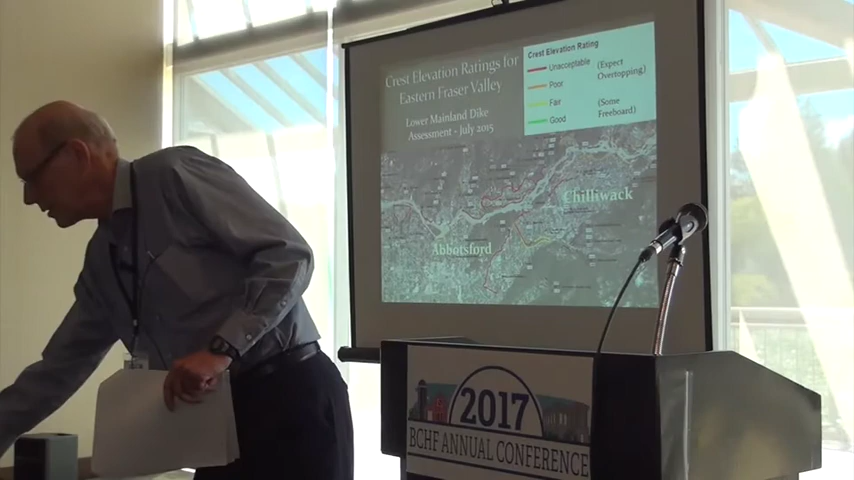 Crest Elevation Ratings for
Eastern Fraser Valley
Lower Mainland Dike
Assessment - July 2015
Crest Elevation Rating
Unacceptable (Expect
Overtopping)
Poor
Fair (Some
Freeboard)
Good
Chilliwack
Abbotsford
2017
BCHF ANNUAL CONFERENCE